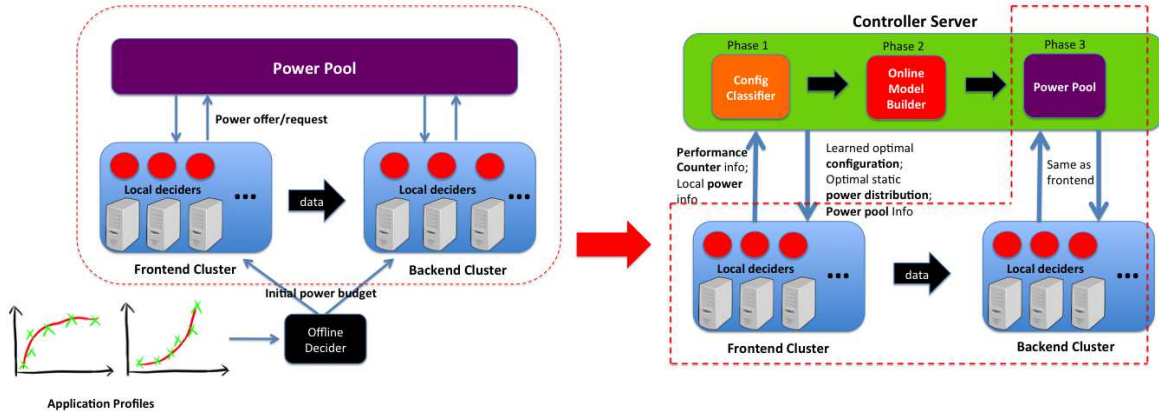 Power Pool
Power offer/request
Local deciders
...
Frontend Cluster
data
Local deciders
...
Backend Cluster
Initial power budget
Offline
Decider
Application Profiles
Controller Server
Phase 1
Config
Classifier
Phase 2
Online
Model
Builder
Phase 3
Power Pool
Performance
Counter info;
Local power
info
Learned optimal
configuration;
Optimal static
power distribution;
Power pool Info
Same as
frontend
Local deciders
...
Frontend Cluster
data
Local deciders
...
Backend Cluster